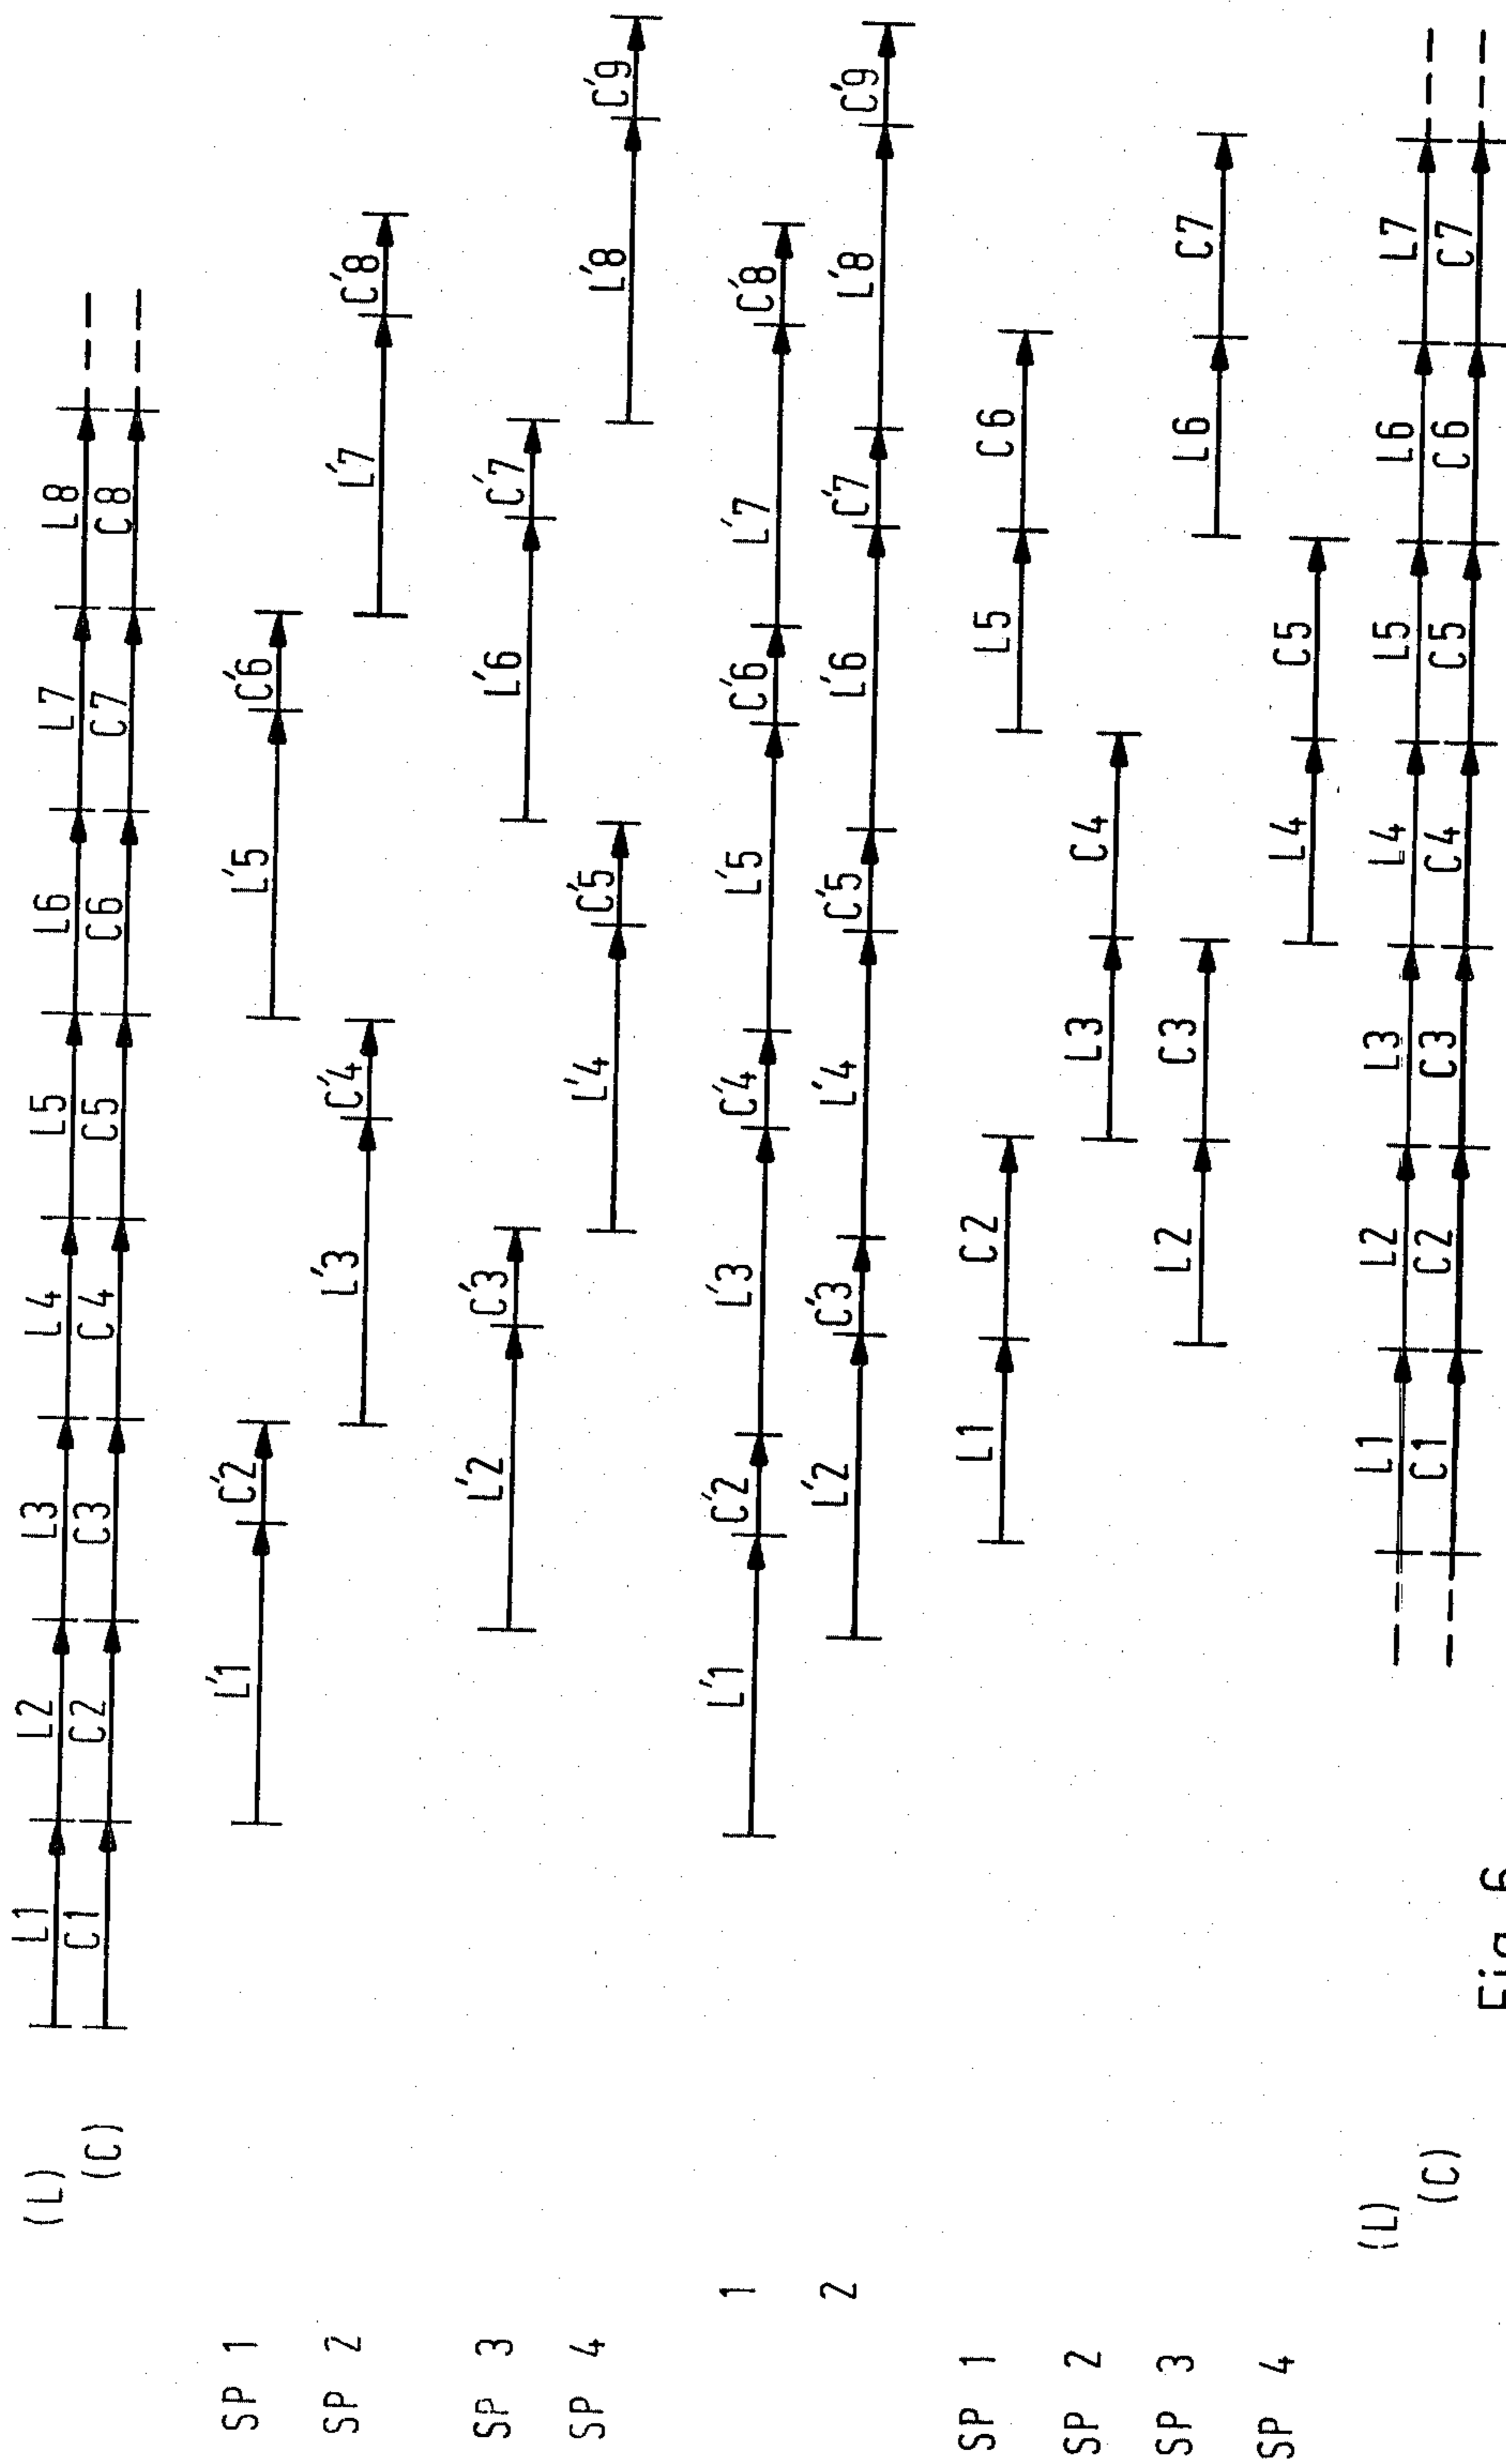 (L) L1 L2 L3 L4 L5 L6 L7 L8
(C) C1 C2 C3 C4 C5 C6 C7 C8
SP 1 L'1 C'2 L'5 C'6
SP 2 L'3 C'4 L'7 C'8
SP 3 L'2 C'3 L'6 C'7
SP 4 L'4 C'5 L'8 C'9
1 L'1 C'2 L'3 C'4 L'5 C'6 L'7 C'8
2 L'2 C'3 L'4 C'5 L'6 C'7 L'8 C'9
SP 1 L1 C2 L5 C6
SP 2 L3 C4
SP 3 L2 C3 L6 C7
SP 4 L4 C5
(L) L1 L2 L3 L4 L5 L6 L7
(C) C1 C2 C3 C4 C5 C6 C7
Fig. 6